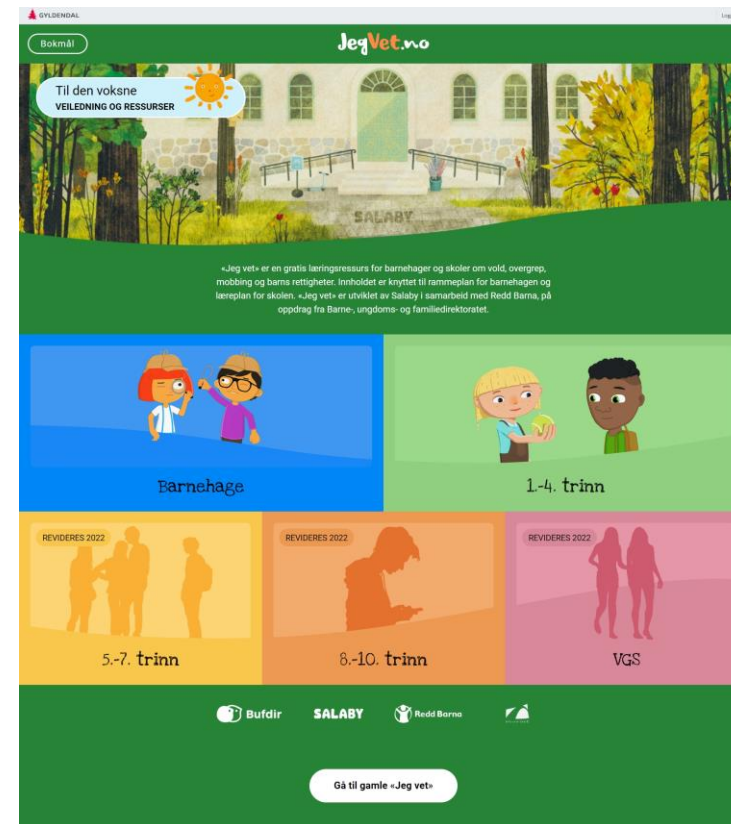 GYLDENDAL
Bokmål
JegVet.no
Til den voksne
VEILEDNING OG RESSURSER
SALABY
«Jeg vet» er en gratis læringsressurs for barnehager og skoler om vold, overgrep,
mobbing og barns rettigheter. Innholdet er knyttet til rammeplan for barnehagen og
læreplan for skolen. «Jeg vet» er utviklet av Salaby i samarbeid med Redd Barna, på
oppdrag fra Barne-, ungdoms- og familiedirektoratet.
Barnehage
1.-4. trinn
REVIDERES 2022
REVIDERES 2022
REVIDERES 2022
5.-7. trinn
8.-10. trinn
VGS
Bufdir
SALABY
Redd Barna
Gå til gamle «Jeg vet»